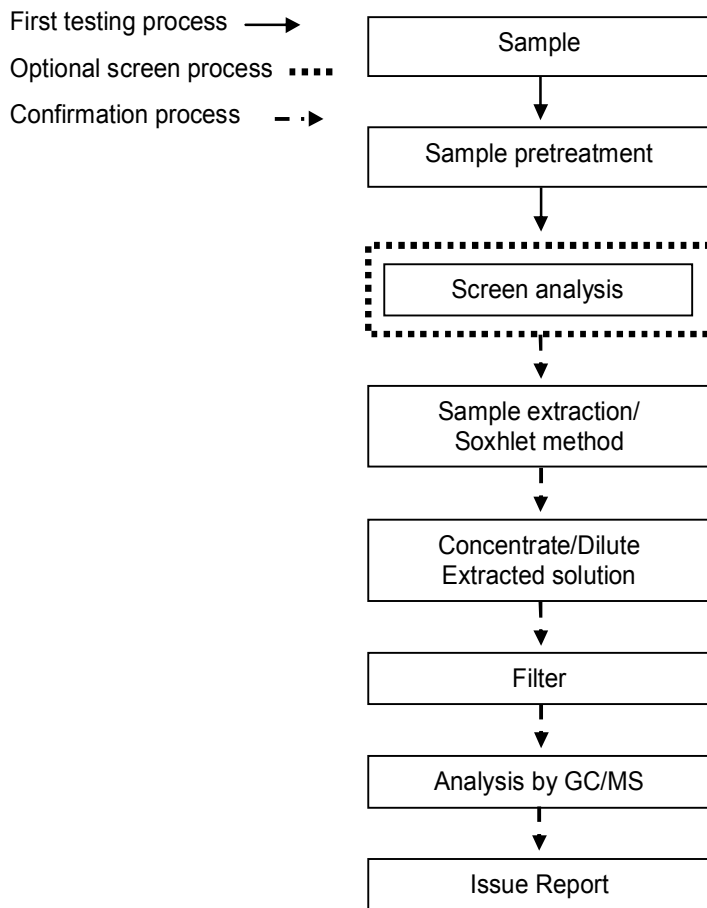 First testing process
Optional screen process
Confirmation process
Sample
Sample pretreatment
Screen analysis
Sample extraction/
Soxhlet method
Concentrate/Dilute
Extracted solution
Filter
Analysis by GC/MS
Issue Report